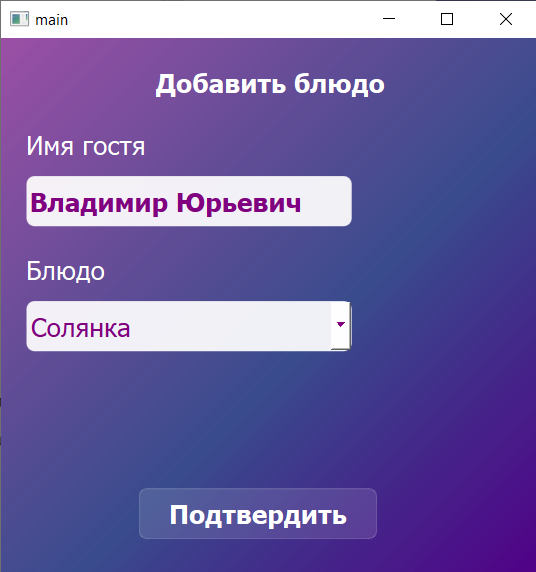 main
Добавить блюдо
Имя гостя
Владимир Юрьевич
Блюдо
Солянка
Подтвердить